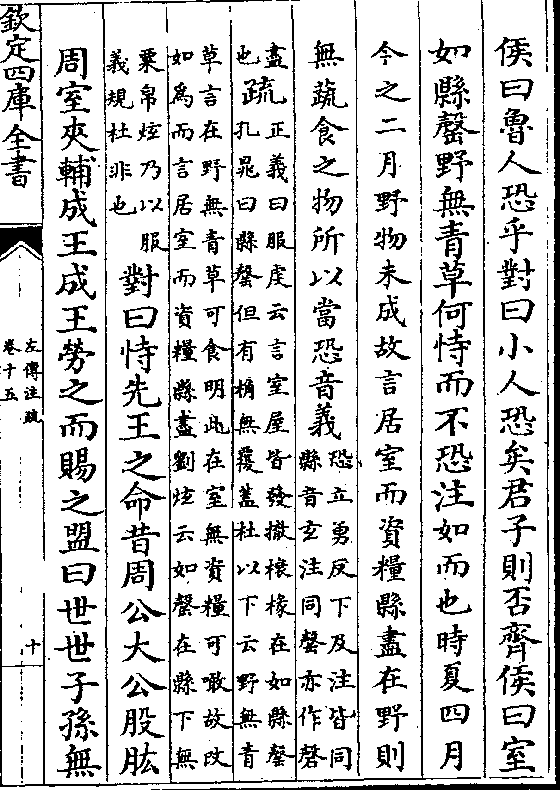 侯曰魯人恐乎對曰小人恐矣君子則否齊侯曰室
如縣罄野無青草何恃而不恐注如而也時夏四月
今之二月野物未成故言居室而資糧縣盡在野則
無蔬食之物所以當恐音義
恐立勇反下及注皆同
縣音玄注同罄亦作磬
盡
也
疏
正義曰服虔云言室屋皆發撤榱椽在如縣罄
孔晁曰縣罄但有桷無覆蓋杜以下云野無青
草言在野無青草可食明此在室無資糧可噉故改
如為而言居室而資糧縣盡劉炫云如罄在縣下無
粟帛炫乃以服
義規杜非也
對曰恃先王之命昔周公大公股肱
周室夾輔成王成王勞之而賜之盟曰世世子孫無
欽定四庫全書
左傳注疏
卷十五
十